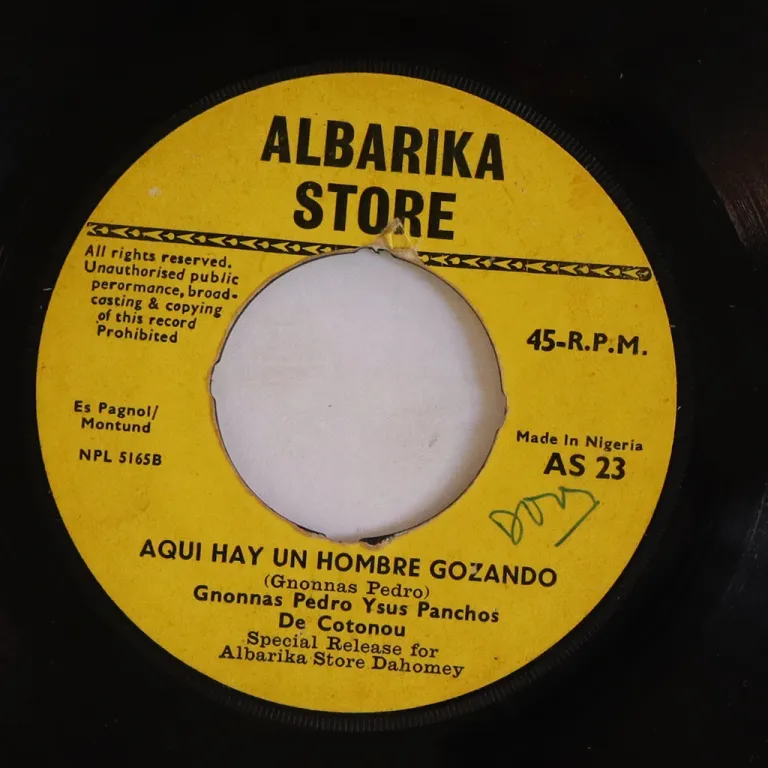 ALBARIKA
STORE
All rights reserved.
Unauthorised public
perormance, broad-
casting & copying
of this record
Prohibited
45-R.P.M.
Es Pagnol/
Montund
NPL 5165B
Made In Nigeria
AS 23
AQUI HAY UN HOMBRE GOZANDO
(Gnonnas Pedro)
Gnonnas Pedro Ysus Panchos
De Cotonou
Special Release for
Albarika Store Dahomey